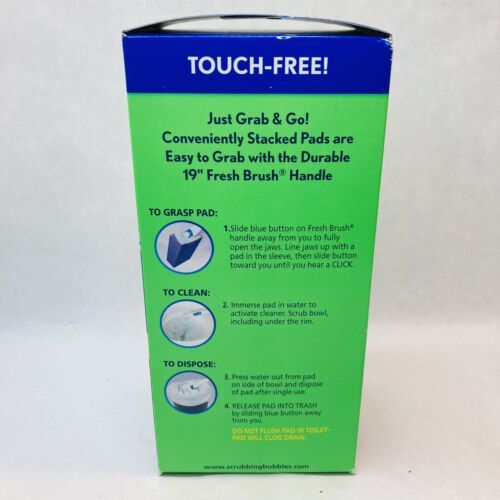 TOUCH-FREE!
Just Grab & Go!
Conveniently Stacked Pads are
Easy to Grab with the Durable
19" Fresh Brush® Handle
TO GRASP PAD:
1.Slide blue button on Fresh Brush®
handle away from you to fully
open the jaws. Line jaws up with a
pad in the sleeve, then slide button
toward you until you hear a CLICK.
TO CLEAN:
2. Immerse pad in water to
activate cleaner. Scrub bowl,
including under the rim.
TO DISPOSE:
3. Press water out from pad
on side of bowl and dispose
of pad after single use.
4. RELEASE PAD INTO TRASH
by sliding blue button away
from you.
DO NOT FLUSH PAD IN TOILET–
PAD WILL CLOG DRAIN.
www.scrubbingbubbles.com